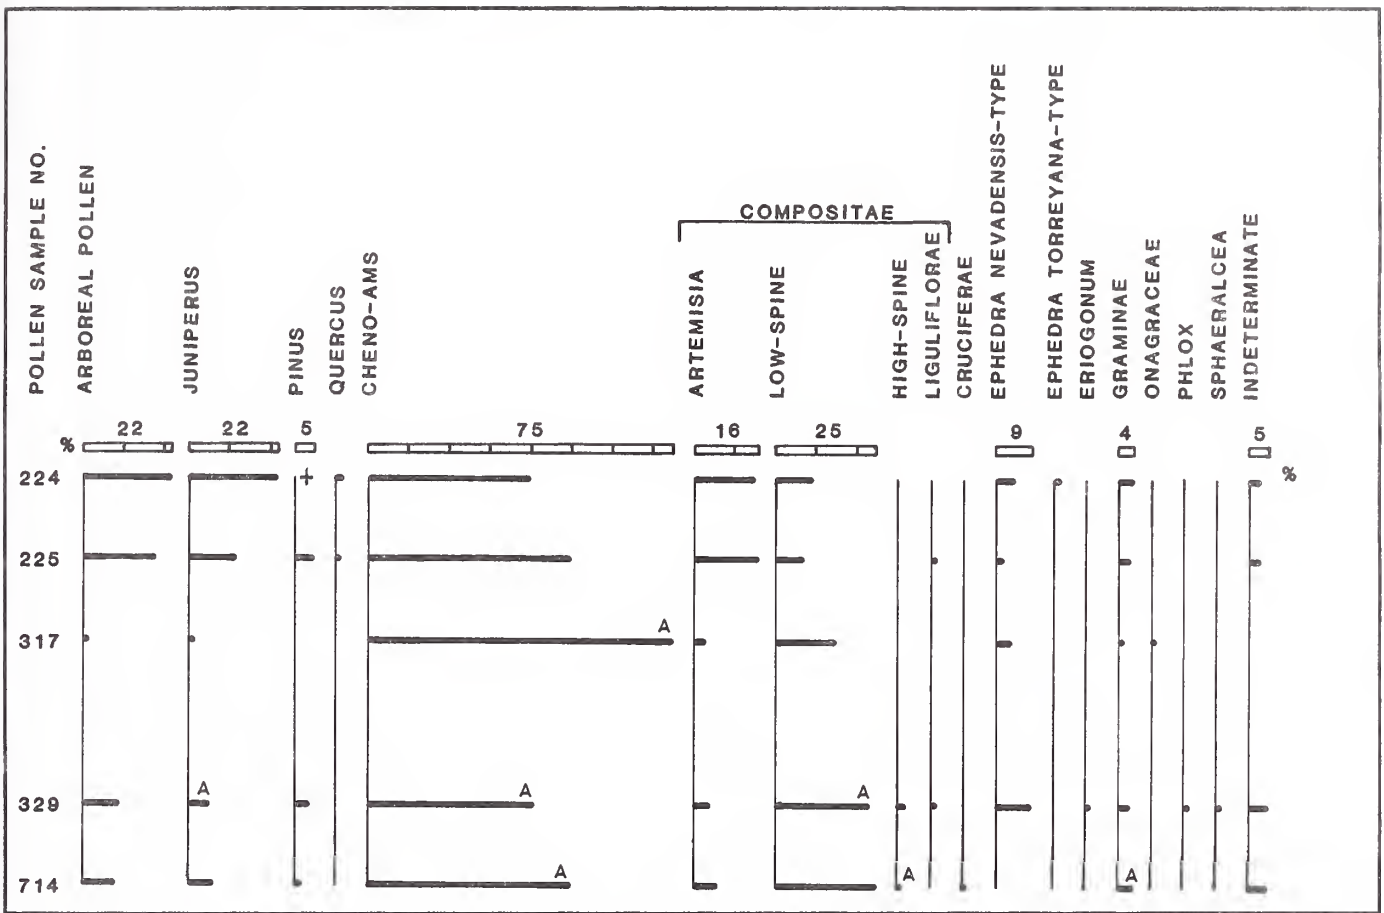 POLLEN SAMPLE NO.
ARBOREAL POLLEN
JUNIPERUS
PINUS
QUERCUS
CHENO-AMS
COMPOSITAE
ARTEMISIA
LOW-SPINE
HIGH-SPINE
LIGULIFLORAE
CRUCIFERAE
EPHEDRA NEVADENSIS-TYPE
EPHEDRA TORREYANA-TYPE
ERIOGONUM
GRAMINAE
ONAGRACEAE
PHLOX
SPHAERALCEA
INDETERMINATE
% 22 22 5 75 16 25 9 4 5
224 + %
225
317 A
329 A A A
714 A A A